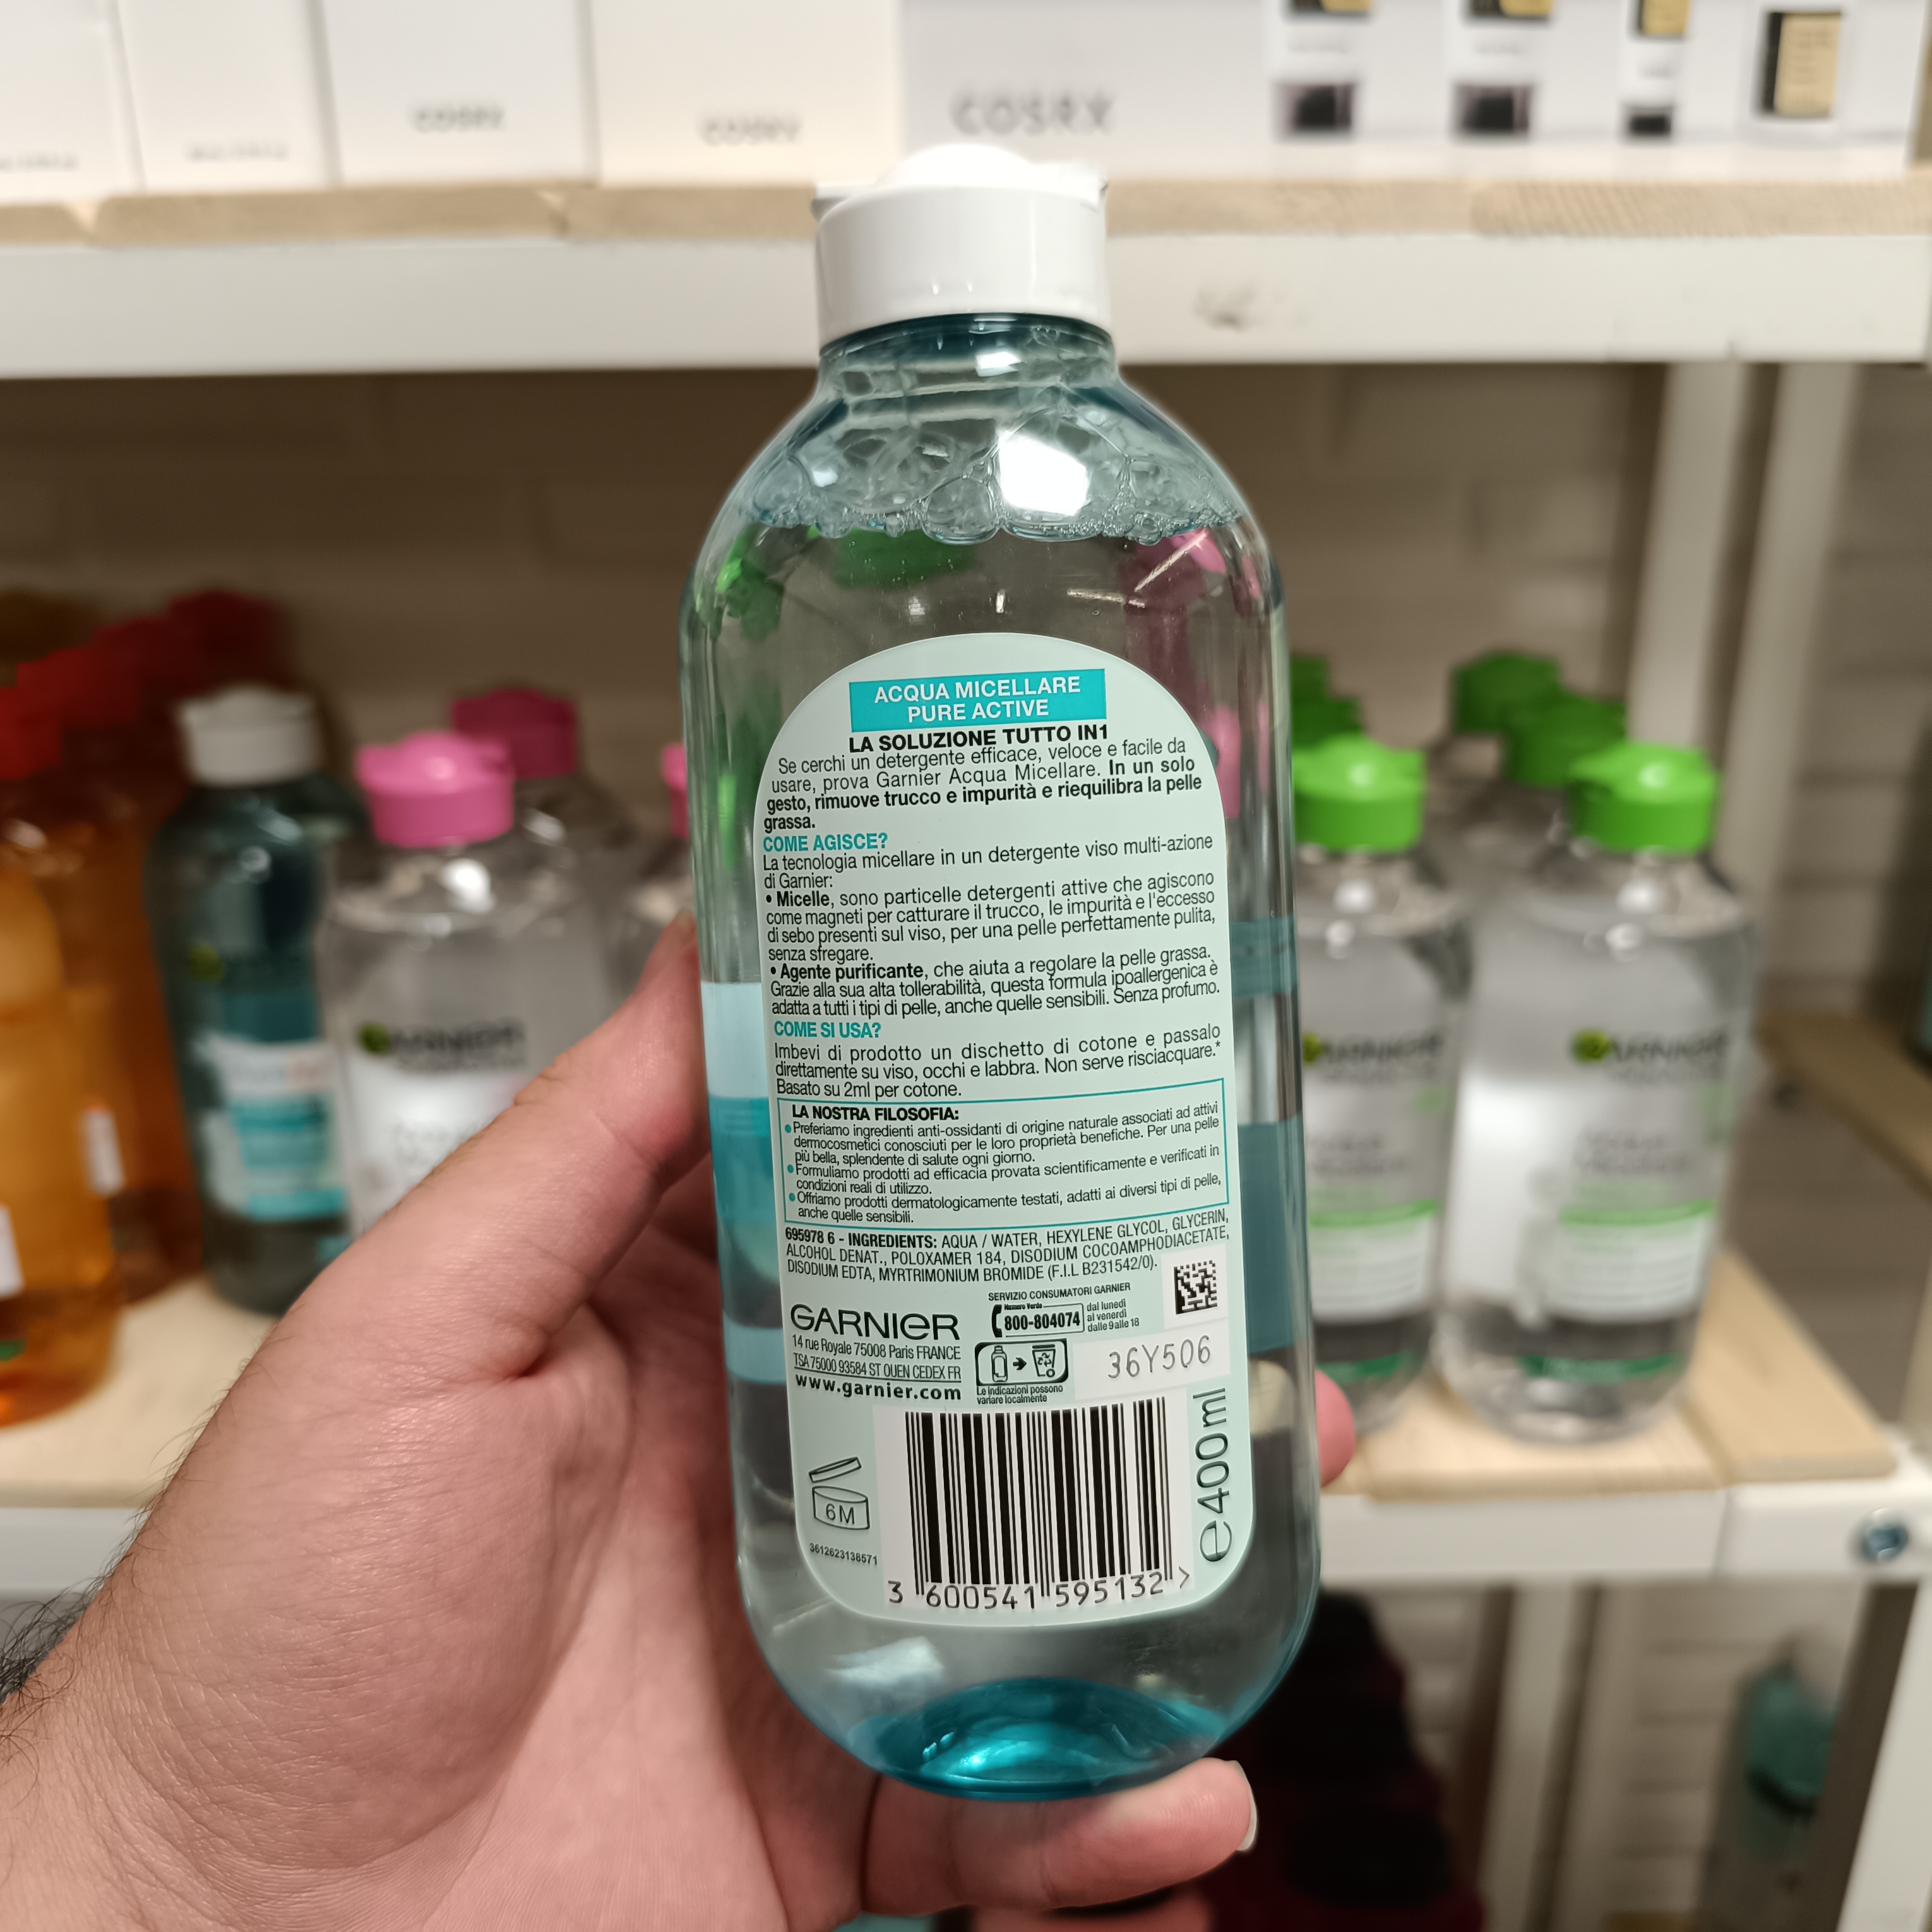 COSRX
COSRX
COSRX
ACQUA MICELLARE
PURE ACTIVE
LA SOLUZIONE TUTTO IN1
Se cerchi un detergente efficace, veloce e facile da
usare, prova Garnier Acqua Micellare. In un solo
gesto, rimuove trucco e impurità e riequilibra la pelle
grassa.
COME AGISCE?
La tecnologia micellare in un detergente viso multi-azione
di Garnier:
• Micelle, sono particelle detergenti attive che agiscono
come magneti per catturare il trucco, le impurità e l'eccesso
di sebo presenti sul viso, per una pelle perfettamente pulita,
senza sfregare.
• Agente purificante, che aiuta a regolare la pelle grassa.
Grazie alla sua alta tollerabilità, questa formula ipoallergenica è
adatta a tutti i tipi di pelle, anche quelle sensibili. Senza profumo.
COME SI USA?
Imbevi di prodotto un dischetto di cotone e passalo
direttamente su viso, occhi e labbra. Non serve risciacquare.*
Basato su 2ml per cotone.
LA NOSTRA FILOSOFIA:
• Preferiamo ingredienti anti-ossidanti di origine naturale associati ad attivi
dermocosmetici conosciuti per le loro proprietà benefiche. Per una pelle
più bella, splendente di salute ogni giorno.
• Formuliamo prodotti ad efficacia provata scientificamente e verificati in
condizioni reali di utilizzo.
• Offriamo prodotti dermatologicamente testati, adatti ai diversi tipi di pelle,
anche quelle sensibili.
695978 6 - INGREDIENTS: AQUA / WATER, HEXYLENE GLYCOL, GLYCERIN,
ALCOHOL DENAT., POLOXAMER 184, DISODIUM COCOAMPHODIACETATE,
DISODIUM EDTA, MYRTRIMONIUM BROMIDE (F.I.L B231542/0).
SERVIZIO CONSUMATORI GARNIER
Numero Verde
800-804074
dal lunedì
al venerdì
dalle 9 alle 18
GARNIER
14 rue Royale 75008 Paris FRANCE
TSA 75000 93584 ST OUEN CEDEX FR
www.garnier.com
Le indicazioni possono
variare localmente
36Y506
6M
3612623138571
3 600541 595132 >
e400ml
GARNIER
GARNIER
GARNIER